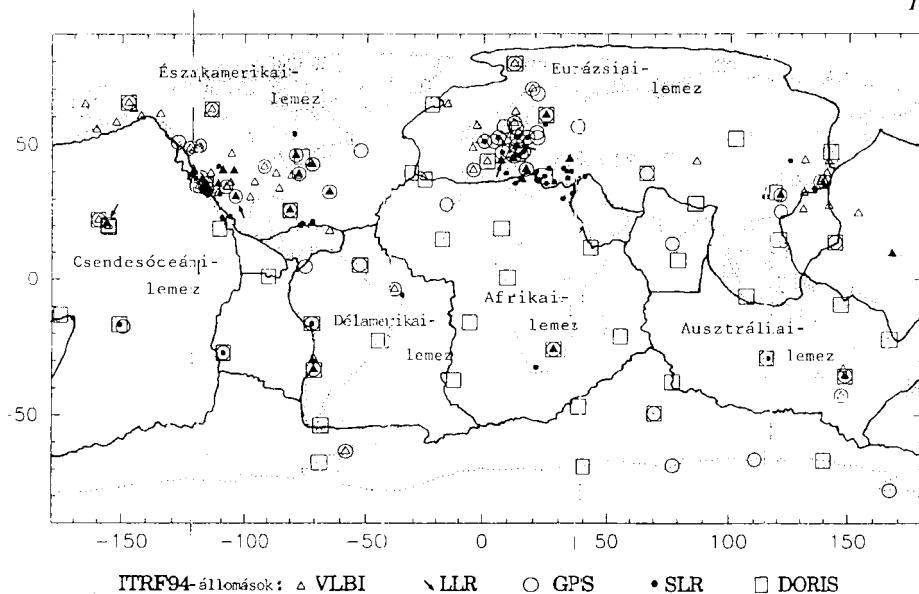 Északamerikai-
lemez
Eurázsiai-
lemez
Csendesóceáni-
lemez
Délamerikai-
lemez
Afrikai-
lemez
Ausztráliai-
lemez
50
0
-50
-150 -100 -50 0 50 100 150
ITRF94-állomások: VLBI LLR GPS SLR DORIS